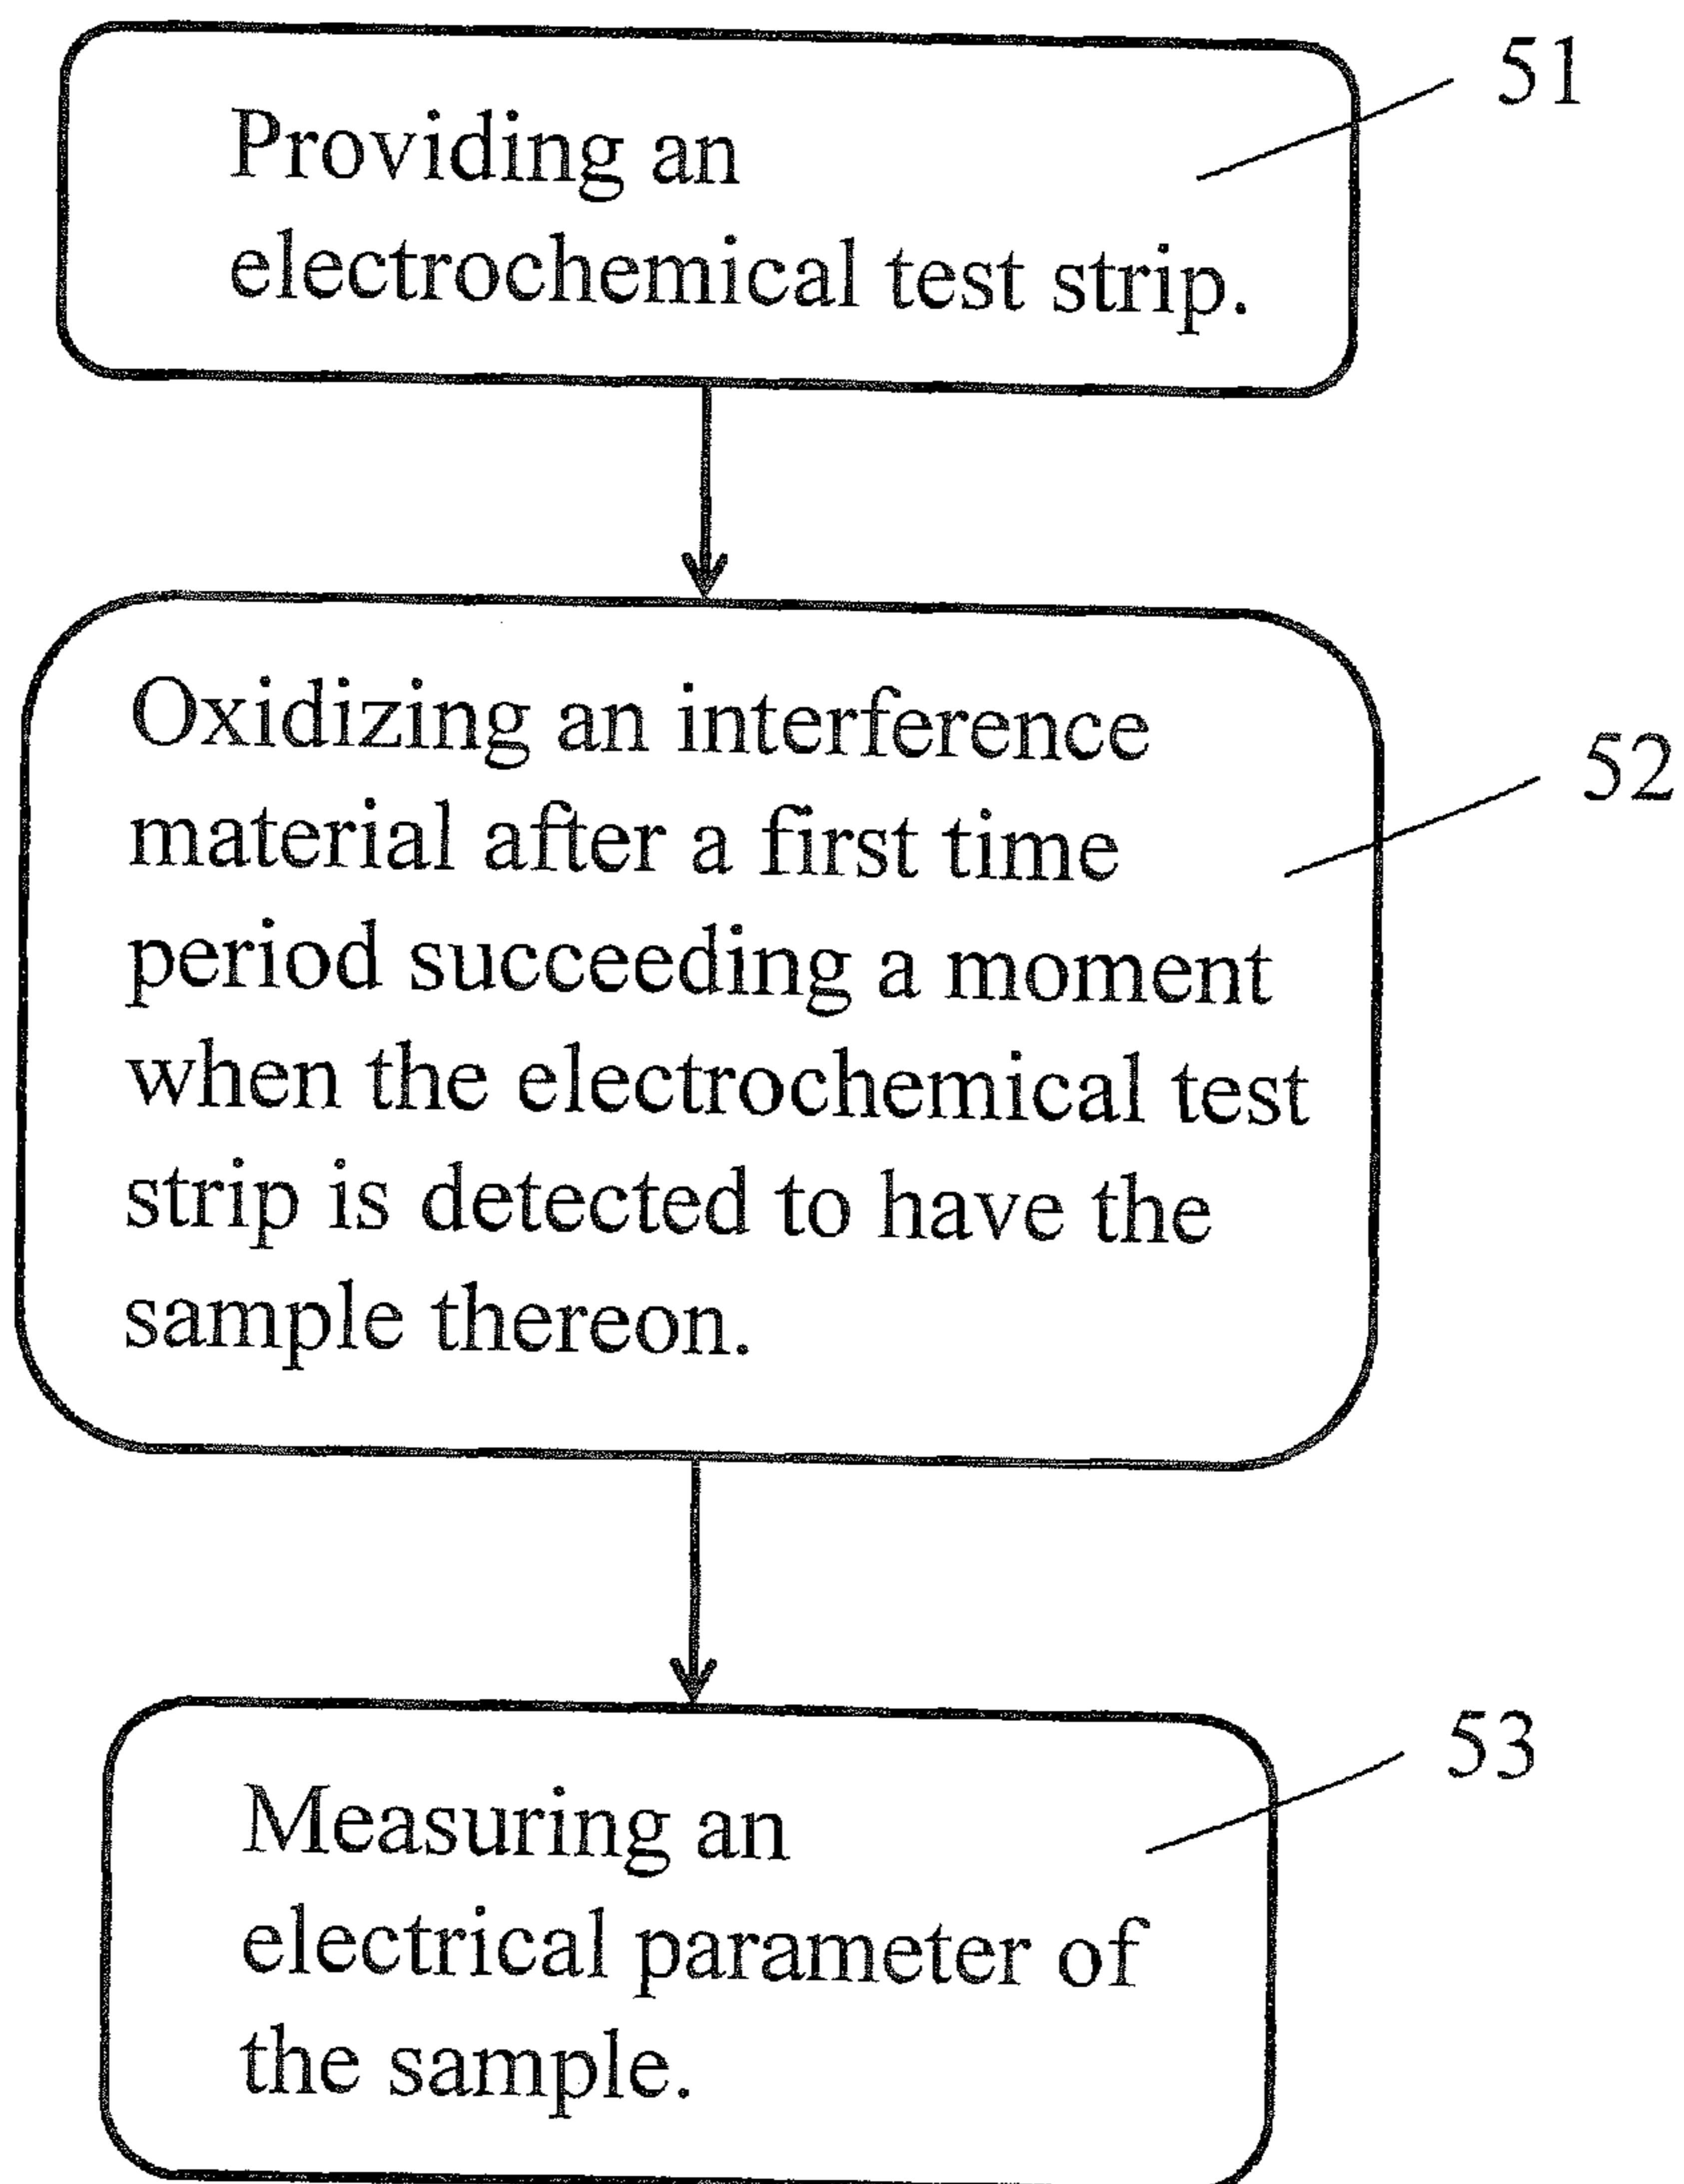 Providing an
electrochemical test strip.
51
Oxidizing an interference
material after a first time
period succeeding a moment
when the electrochemical test
strip is detected to have the
sample thereon.
52
Measuring an
electrical parameter of
the sample.
53